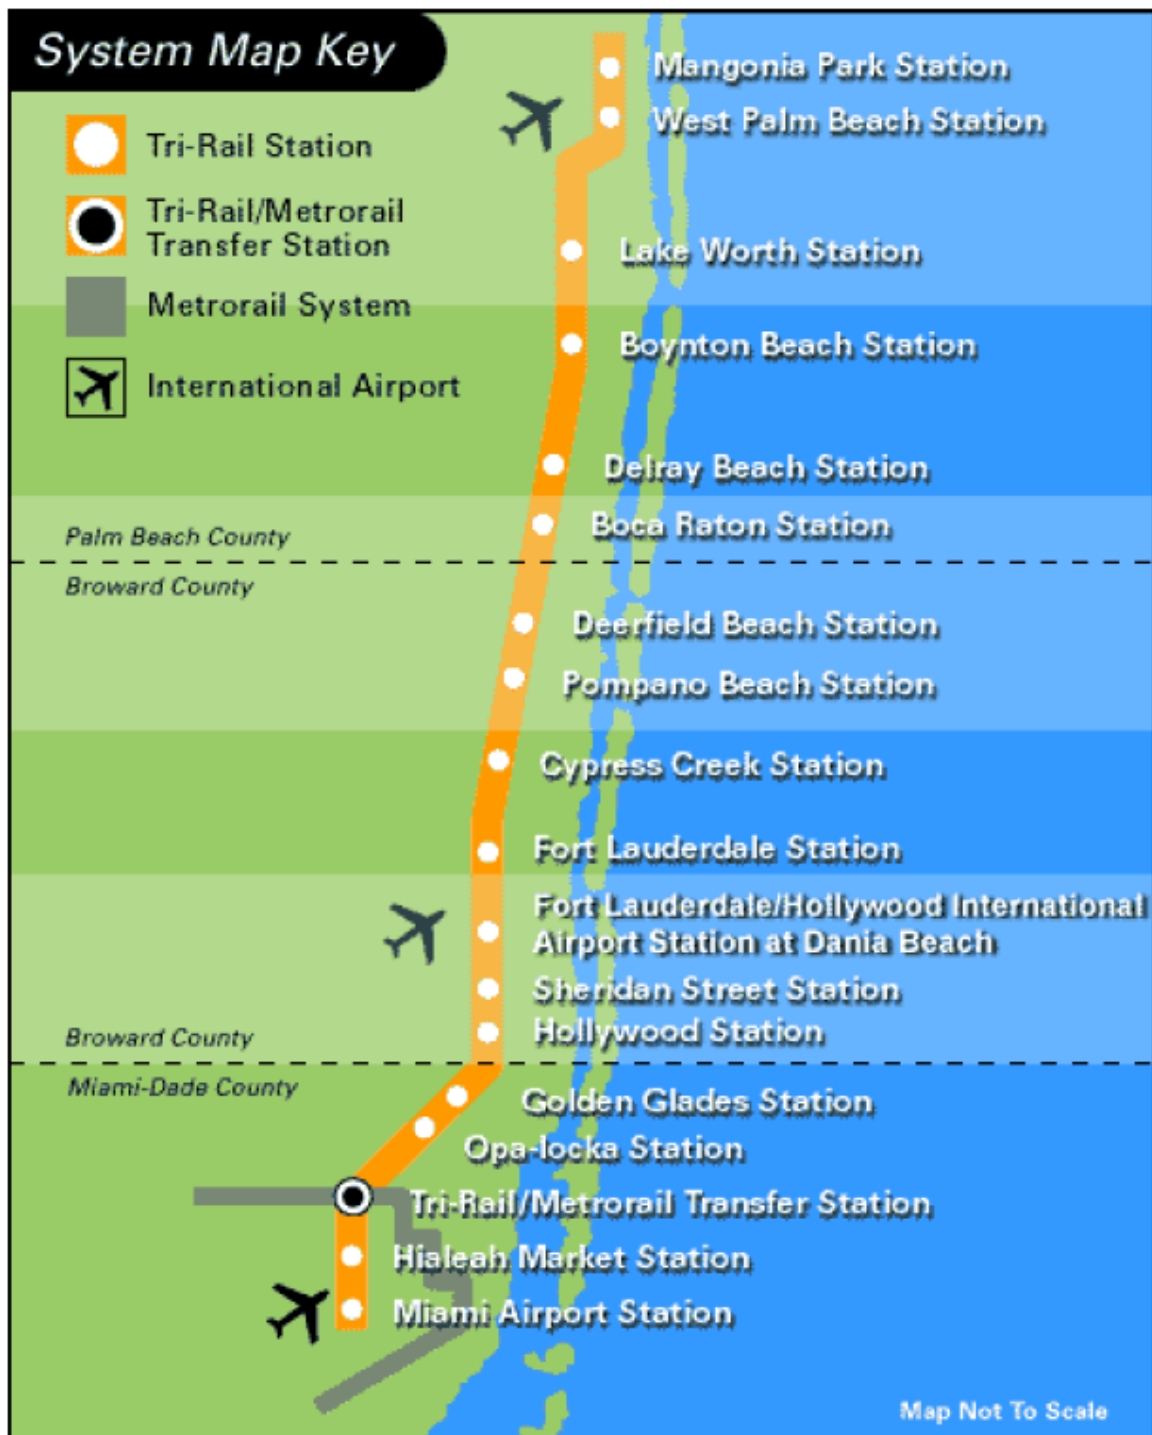 System Map Key
Tri-Rail Station
Tri-Rail/Metrorail
Transfer Station
Metrorail System
International Airport
Mangonia Park Station
West Palm Beach Station
Lake Worth Station
Boynton Beach Station
Delray Beach Station
Boca Raton Station
Palm Beach County
Broward County
Deerfield Beach Station
Pompano Beach Station
Cypress Creek Station
Fort Lauderdale Station
Fort Lauderdale/Hollywood International
Airport Station at Dania Beach
Sheridan Street Station
Hollywood Station
Broward County
Miami-Dade County
Golden Glades Station
Opa-locka Station
Tri-Rail/Metrorail Transfer Station
Hialeah Market Station
Miami Airport Station
Map Not To Scale